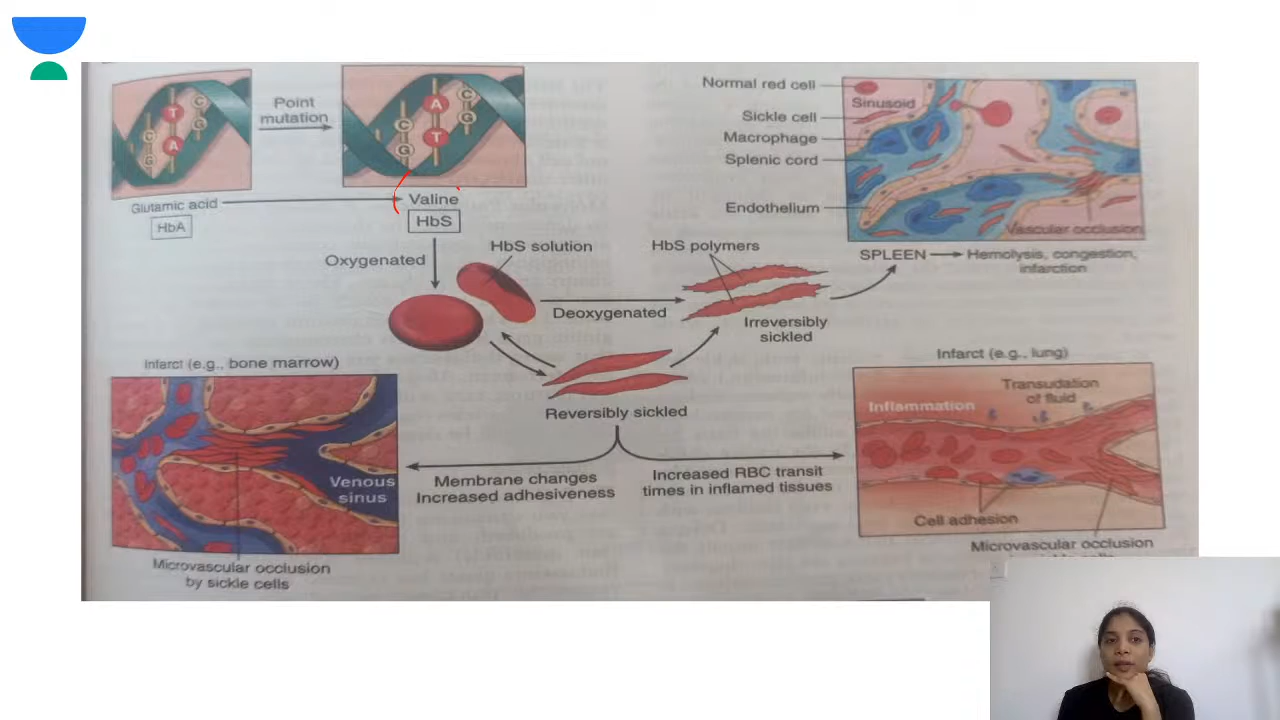 Point
mutation
T
A
C
G
C
G
A
T
C
G
C
G
Glutamic acid
HbA
Valine
HbS
Oxygenated
HbS solution
Deoxygenated
HbS polymers
Irreversibly
sickled
Reversibly sickled
Normal red cell
Sickle cell
Macrophage
Splenic cord
Endothelium
Sinusoid
Vascular occlusion
SPLEEN
Hemolysis, congestion,
infarction
Infarct (e.g., bone marrow)
Venous
sinus
Microvascular occlusion
by sickle cells
Membrane changes
Increased adhesiveness
Increased RBC transit
times in inflamed tissues
Infarct (e.g., lung)
Inflammation
Transudation
of fluid
Cell adhesion
Microvascular occlusion